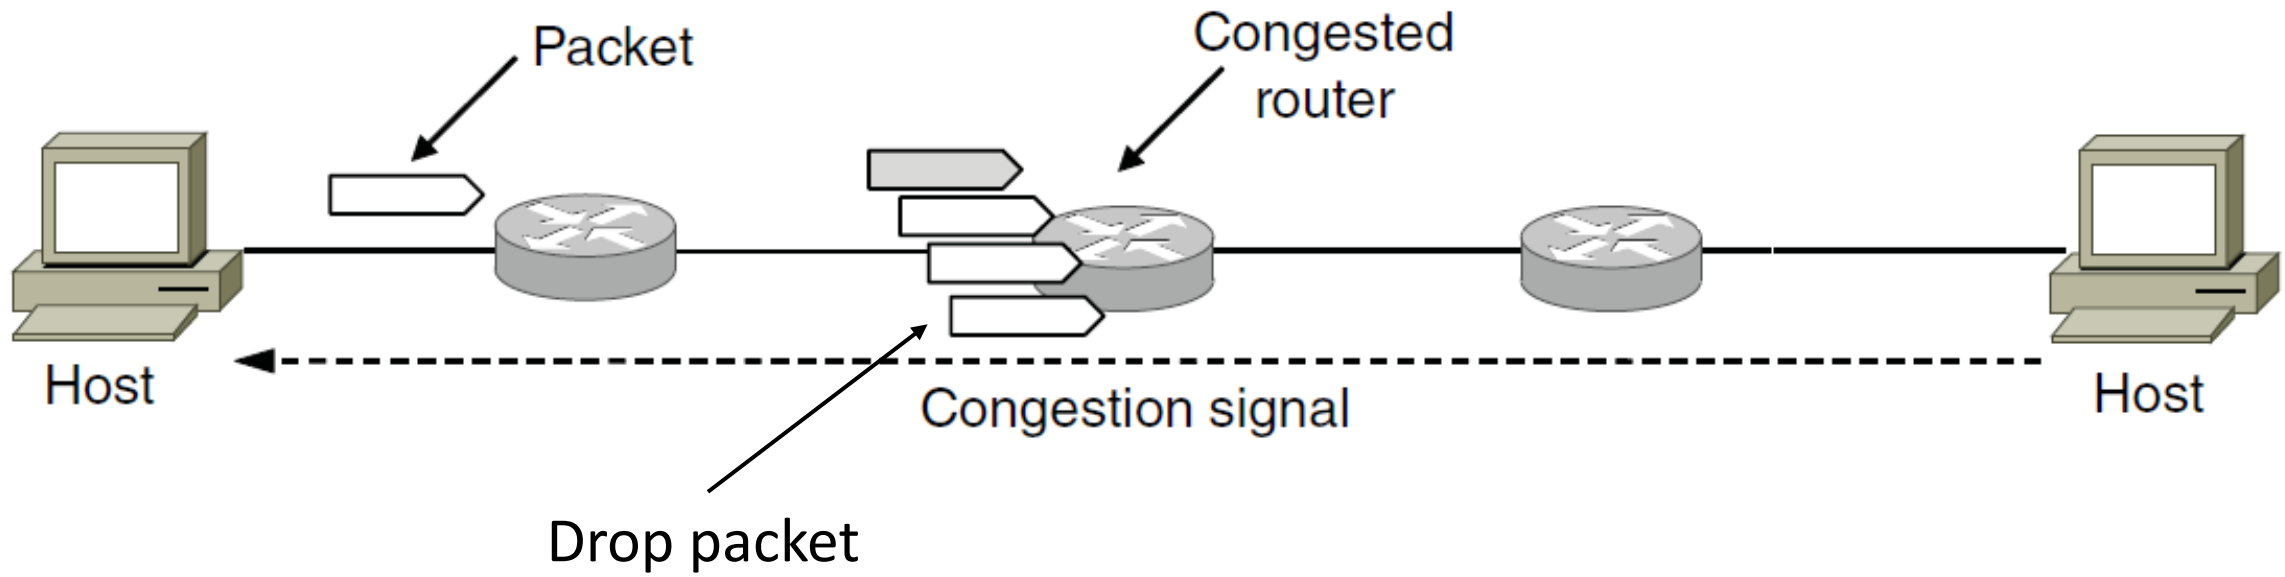 Packet
Congested
router
Host
Congestion signal
Host
Drop packet